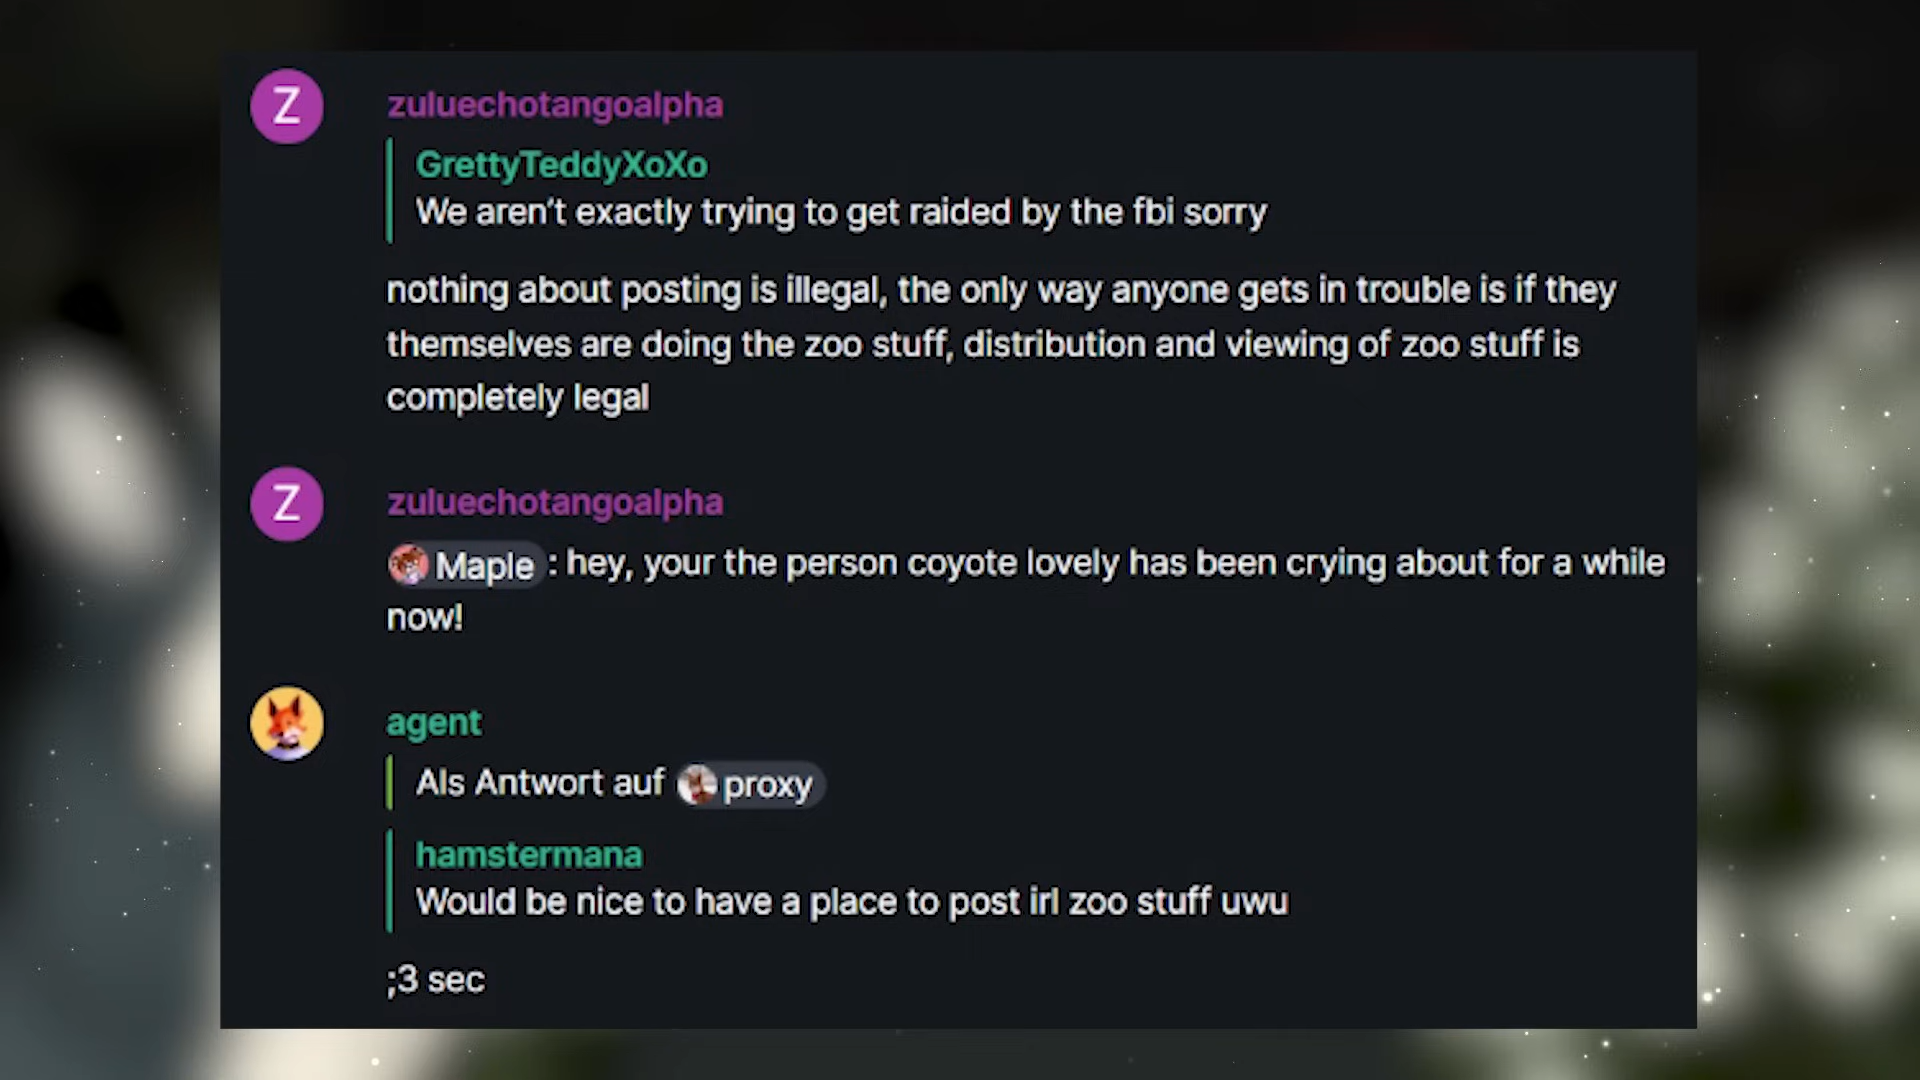 Z
zuluechotangoalpha
GrettyTeddyXoXo
We aren't exactly trying to get raided by the fbi sorry
nothing about posting is illegal, the only way anyone gets in trouble is if they
themselves are doing the zoo stuff, distribution and viewing of zoo stuff is
completely legal
Z
zuluechotangoalpha
Maple : hey, your the person coyote lovely has been crying about for a while
now!
agent
Als Antwort auf proxy
hamstermana
Would be nice to have a place to post irl zoo stuff uwu
;3 sec